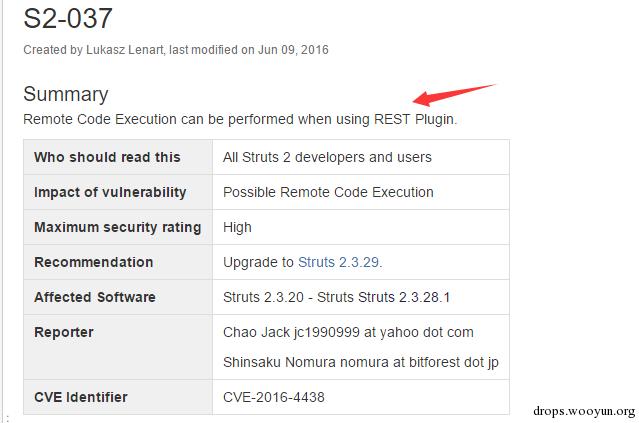 S2-037
Created by Lukasz Lenart, last modified on Jun 09, 2016
Summary
Remote Code Execution can be performed when using REST Plugin.
Who should read this All Struts 2 developers and users
Impact of vulnerability Possible Remote Code Execution
Maximum security rating High
Recommendation Upgrade to Struts 2.3.29.
Affected Software Struts 2.3.20 - Struts Struts 2.3.28.1
Reporter Chao Jack jc1990999 at yahoo dot com
Shinsaku Nomura nomura at bitforest dot jp
CVE Identifier CVE-2016-4438
drops.wooyun.org
: